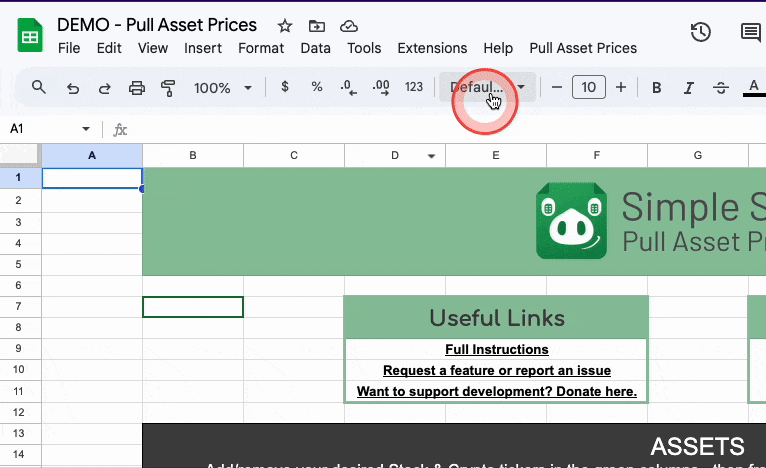 DEMO - Pull Asset Prices
File Edit View Insert Format Data Tools Extensions Help Pull Asset Prices
100% $ % .0 .00 123 Defaul... − 10 + B I S A
A1 fx
A B C D E F G
1
2
3
4
5
6
7
8
9
10
11
12
13
14
Simple S
Pull Asset Pri
Useful Links
Full Instructions
Request a feature or report an issue
Want to support development? Donate here.
ASSETS